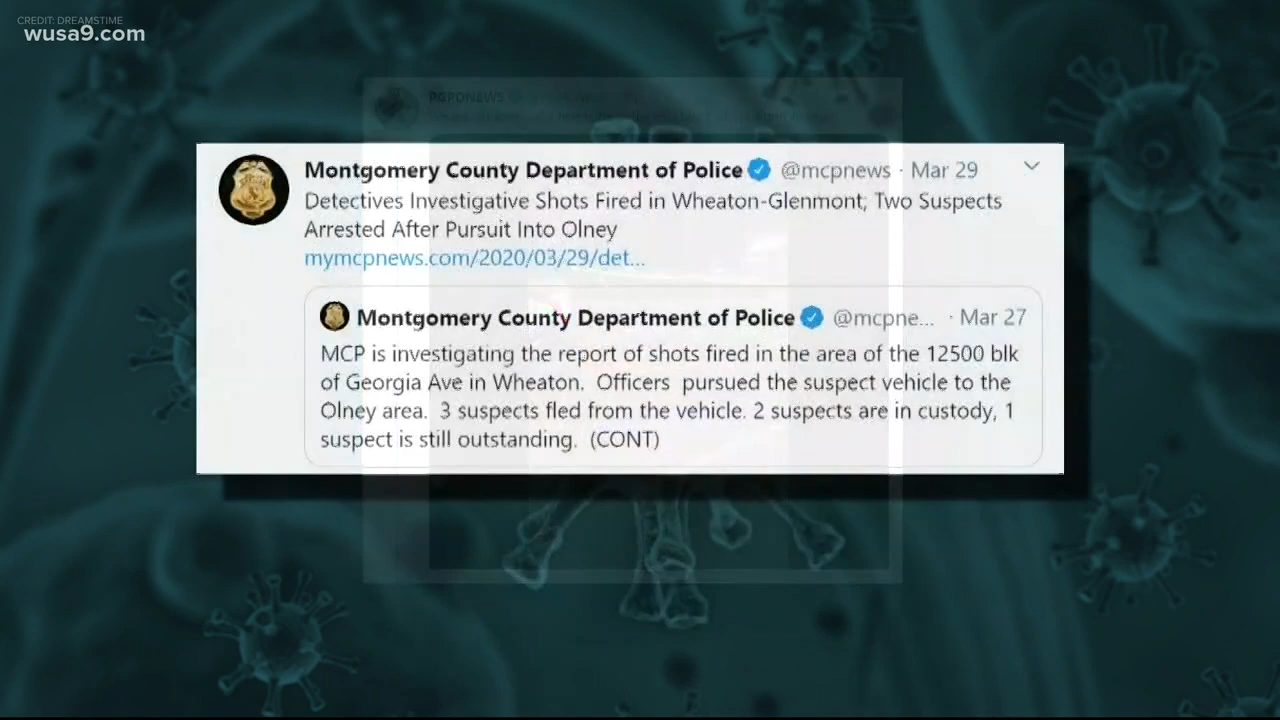 CREDIT: DREAMSTIME
wusa9.com
PGPDNEWS
Montgomery County Department of Police @mcpnews · Mar 29
Detectives Investigative Shots Fired in Wheaton-Glenmont; Two Suspects
Arrested After Pursuit Into Olney
mymcpnews.com/2020/03/29/det...
Montgomery County Department of Police @mcpne... · Mar 27
MCP is investigating the report of shots fired in the area of the 12500 blk
of Georgia Ave in Wheaton. Officers pursued the suspect vehicle to the
Olney area. 3 suspects fled from the vehicle. 2 suspects are in custody, 1
suspect is still outstanding. (CONT)